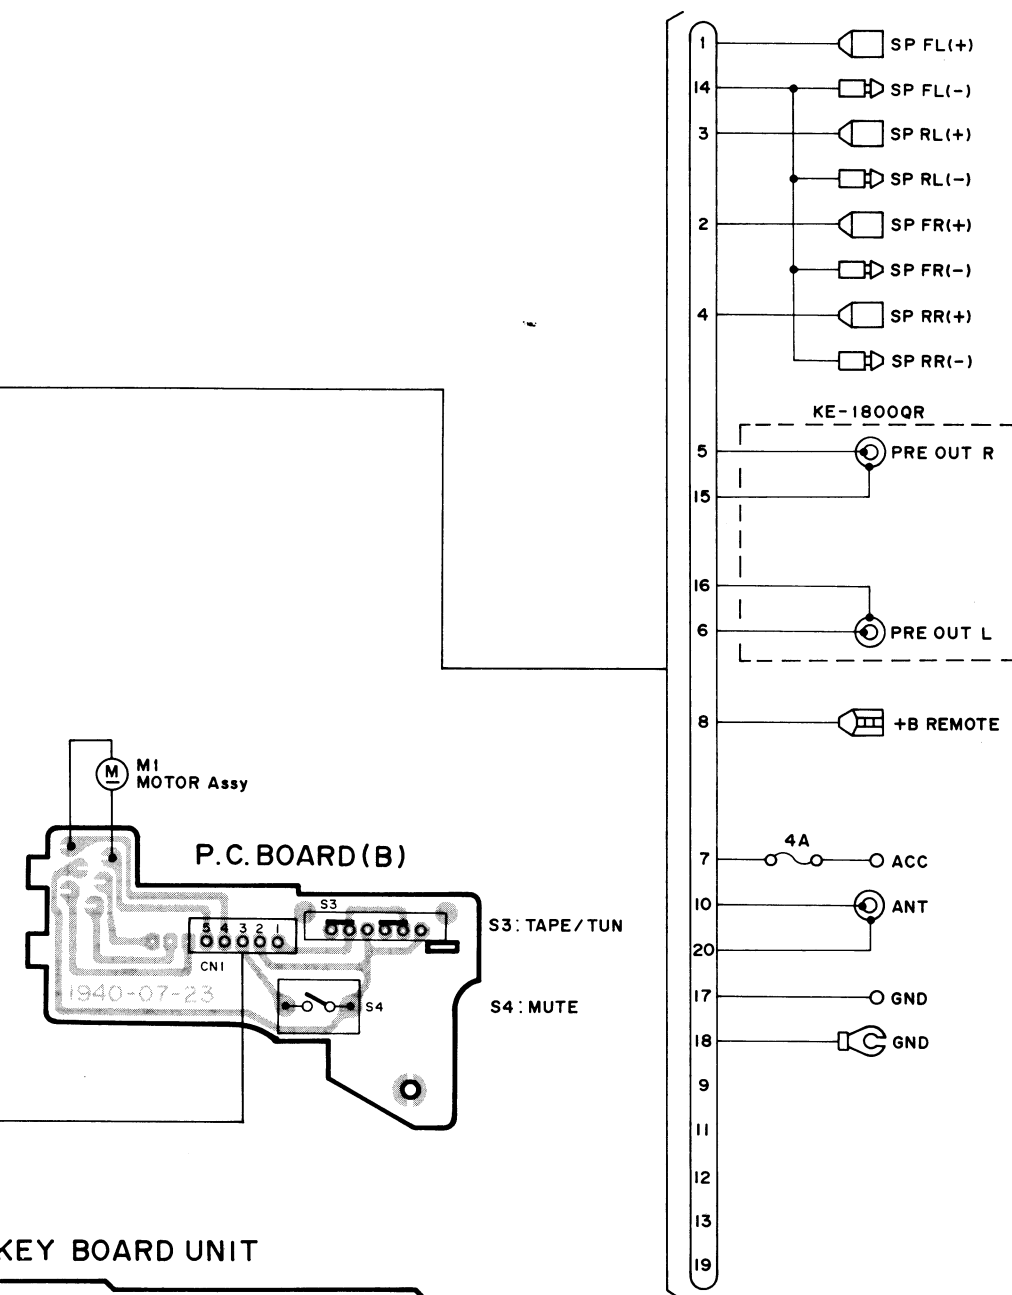 1 SP FL(+)
14 SP FL(-)
3 SP RL(+)
SP RL(-)
2 SP FR(+)
SP FR(-)
4 SP RR(+)
SP RR(-)
KE-1800QR
5 PRE OUT R
15
16
6 PRE OUT L
8 +B REMOTE
M M1
MOTOR Assy
4A
7 ACC
P.C.BOARD(B)
10 ANT
S3
S3: TAPE/TUN
5 4 3 2 1
20
CN1
1940-07-23
17 GND
S4
S4: MUTE
18 GND
9
11
12
13
KEY BOARD UNIT
19